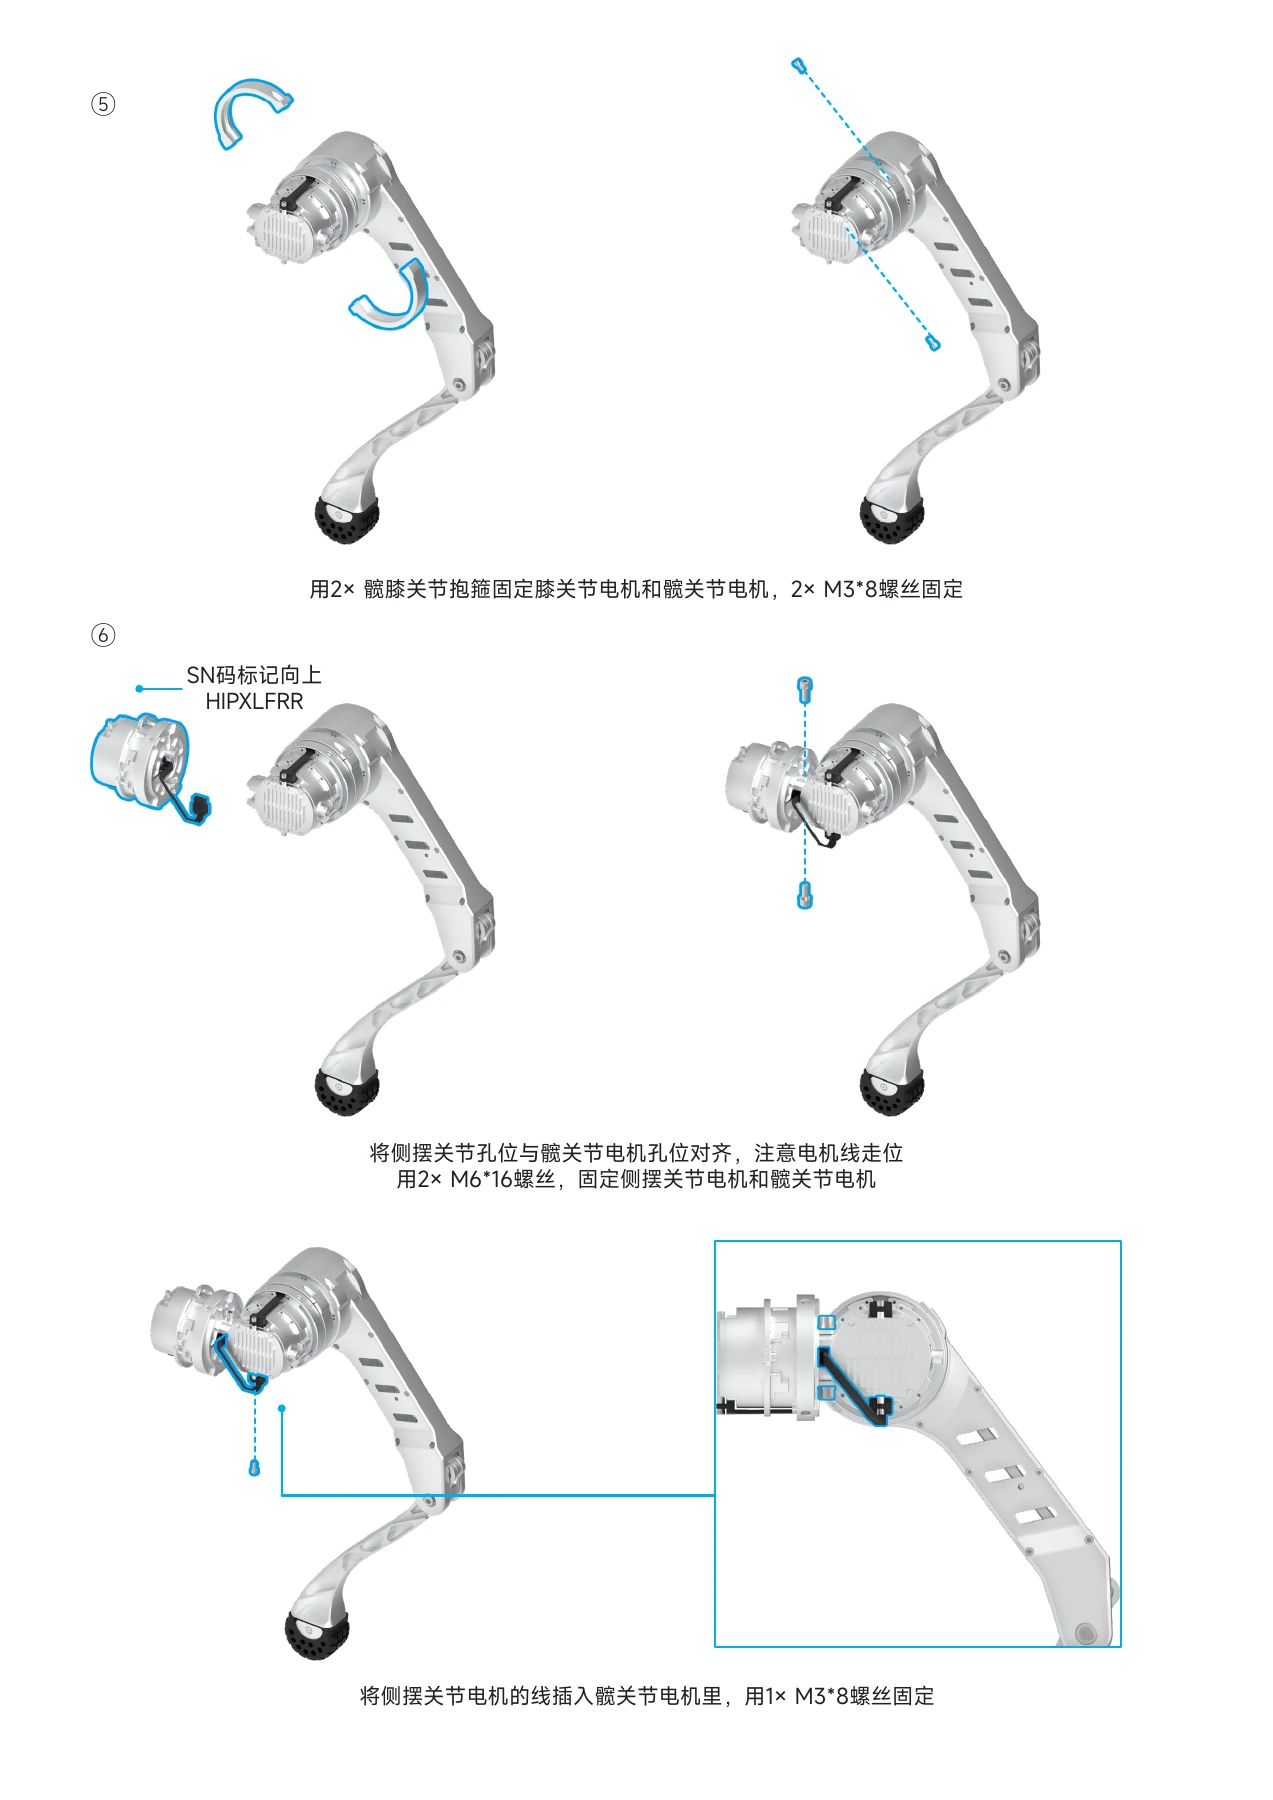 ⑤
用2× 髋膝关节抱箍固定膝关节电机和髋关节电机，2× M3*8螺丝固定
⑥
SN码标记向上
HIPXLFRR
将侧摆关节孔位与髋关节电机孔位对齐，注意电机线走位
用2× M6*16螺丝，固定侧摆关节电机和髋关节电机
将侧摆关节电机的线插入髋关节电机里，用1× M3*8螺丝固定